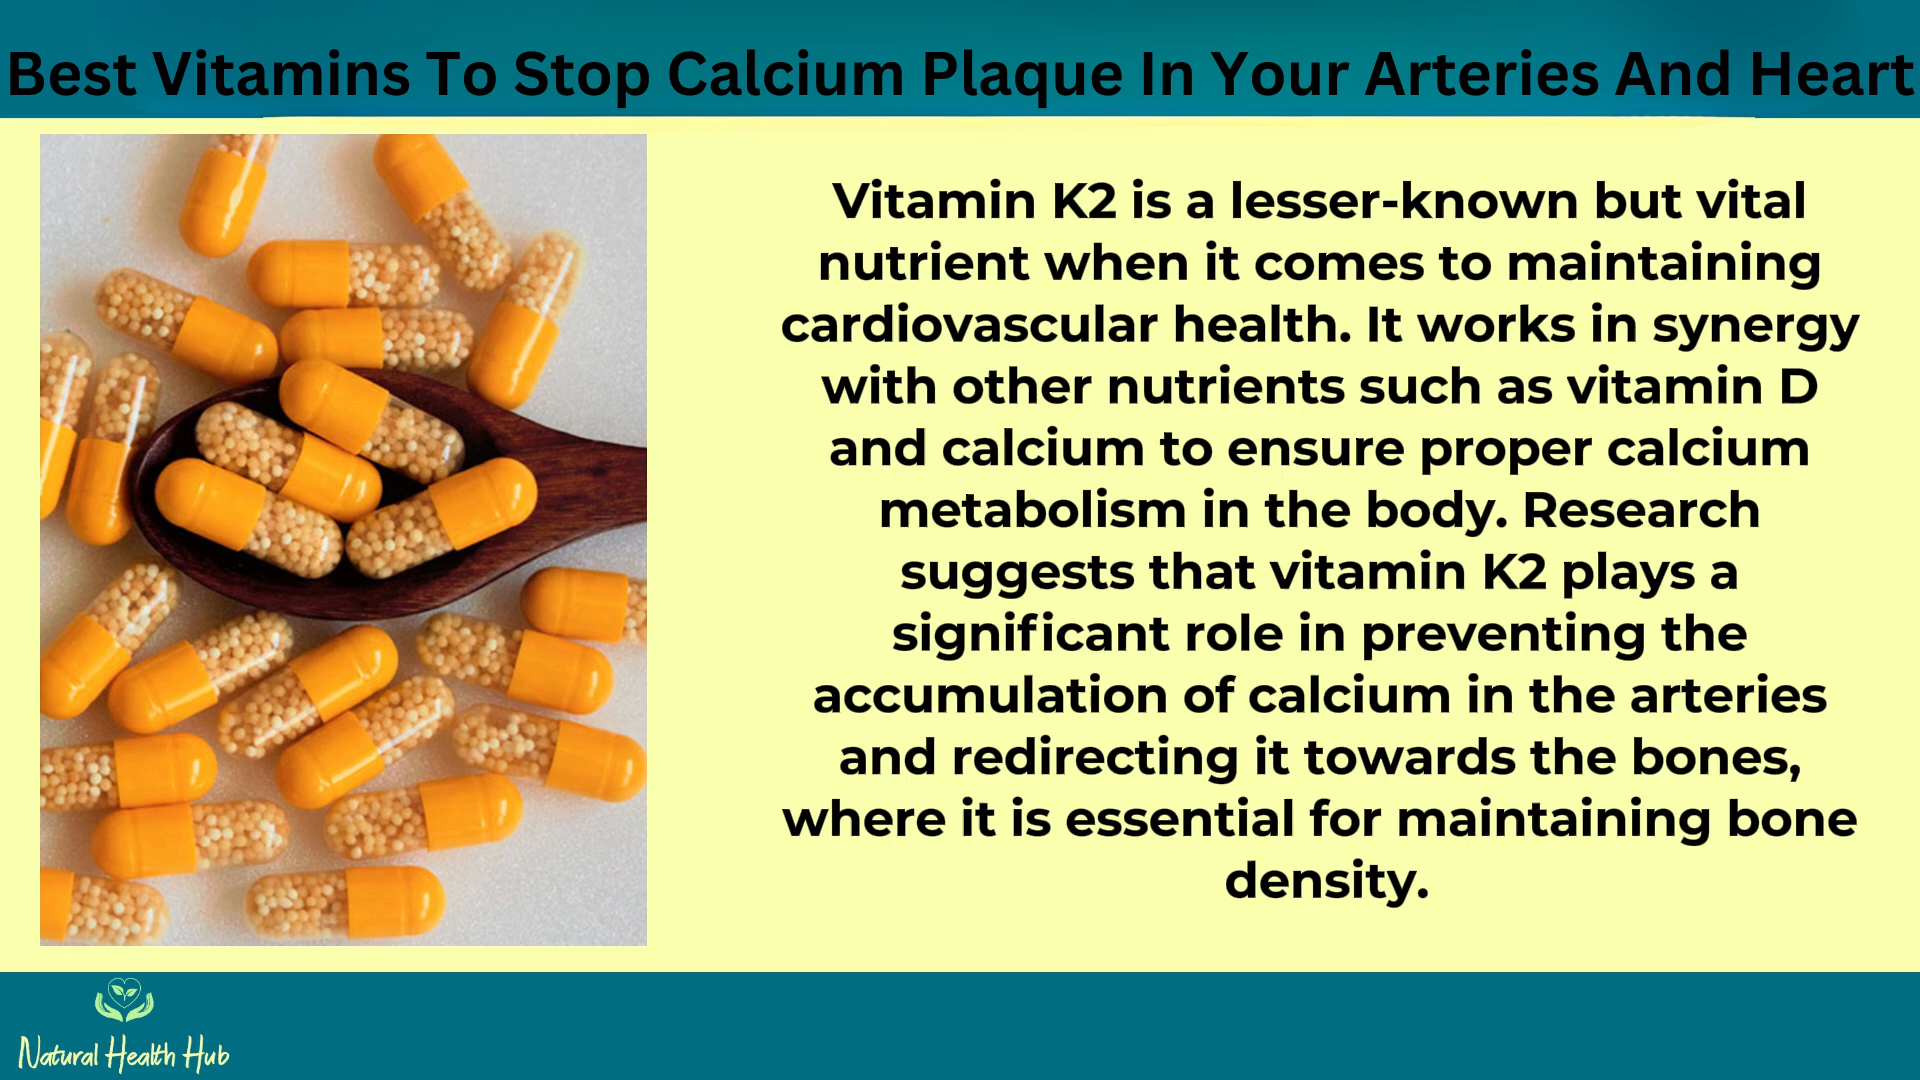 Best Vitamins To Stop Calcium Plaque In Your Arteries And Heart
Vitamin K2 is a lesser-known but vital
nutrient when it comes to maintaining
cardiovascular health. It works in synergy
with other nutrients such as vitamin D
and calcium to ensure proper calcium
metabolism in the body. Research
suggests that vitamin K2 plays a
significant role in preventing the
accumulation of calcium in the arteries
and redirecting it towards the bones,
where it is essential for maintaining bone
density.
Natural Health Hub